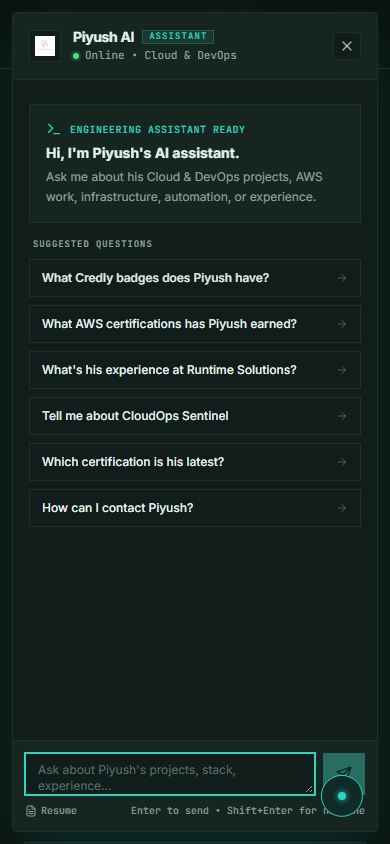 Piyush AI ASSISTANT
Online • Cloud & DevOps
ENGINEERING ASSISTANT READY
Hi, I'm Piyush's AI assistant.
Ask me about his Cloud & DevOps projects, AWS
work, infrastructure, automation, or experience.
SUGGESTED QUESTIONS
What Credly badges does Piyush have?
What AWS certifications has Piyush earned?
What's his experience at Runtime Solutions?
Tell me about CloudOps Sentinel
Which certification is his latest?
How can I contact Piyush?
Ask about Piyush's projects, stack,
experience...
Resume Enter to send • Shift+Enter for